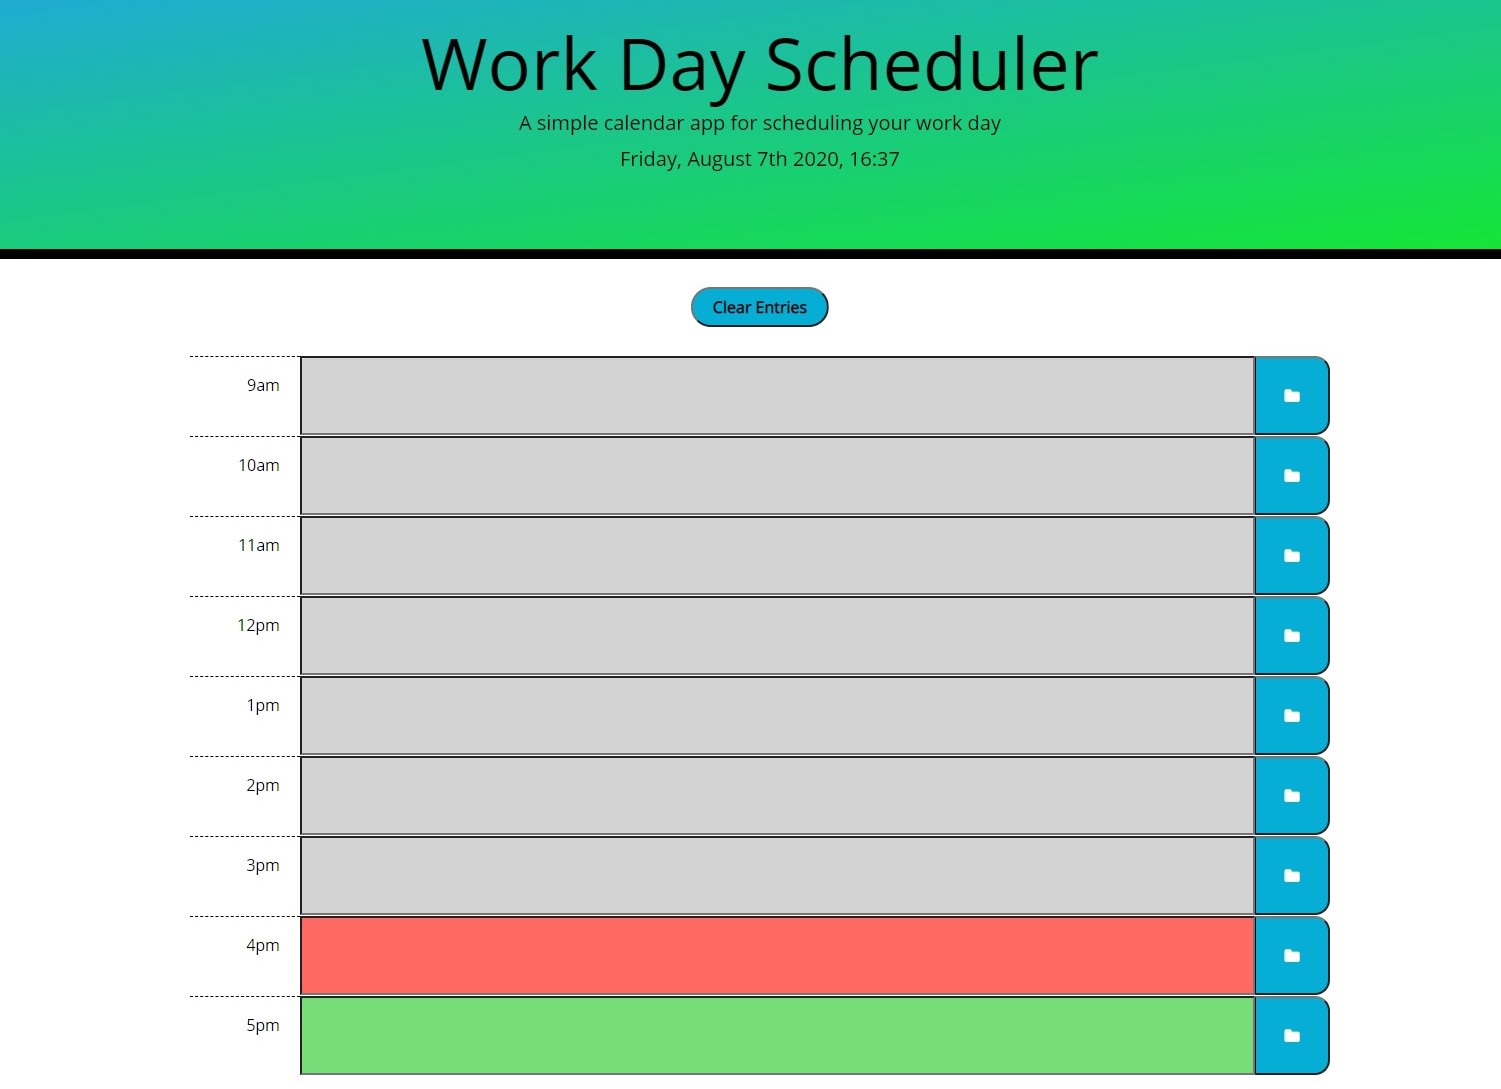 Work Day Scheduler
A simple calendar app for scheduling your work day
Friday, August 7th 2020, 16:37
Clear Entries
9am
10am
11am
12pm
1pm
2pm
3pm
4pm
5pm